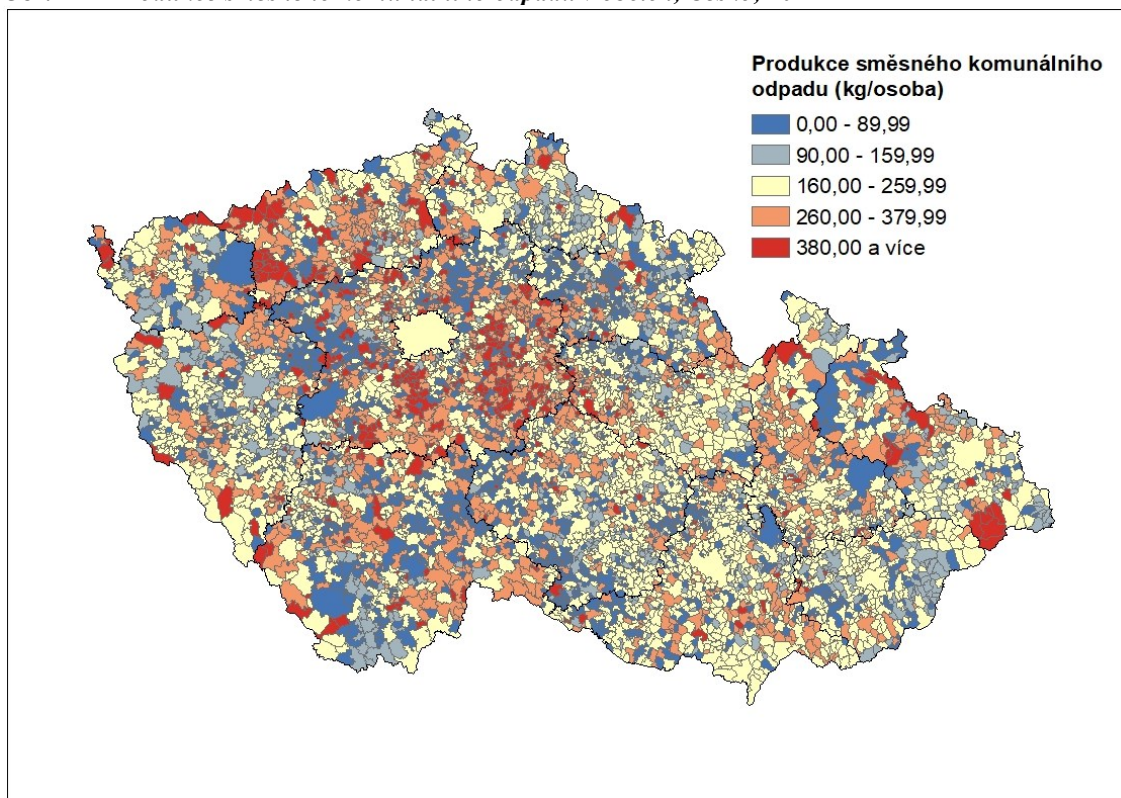 Produkce směsného komunálního
odpadu (kg/osoba)
0,00 - 89,99
90,00 - 159,99
160,00 - 259,99
260,00 - 379,99
380,00 a více